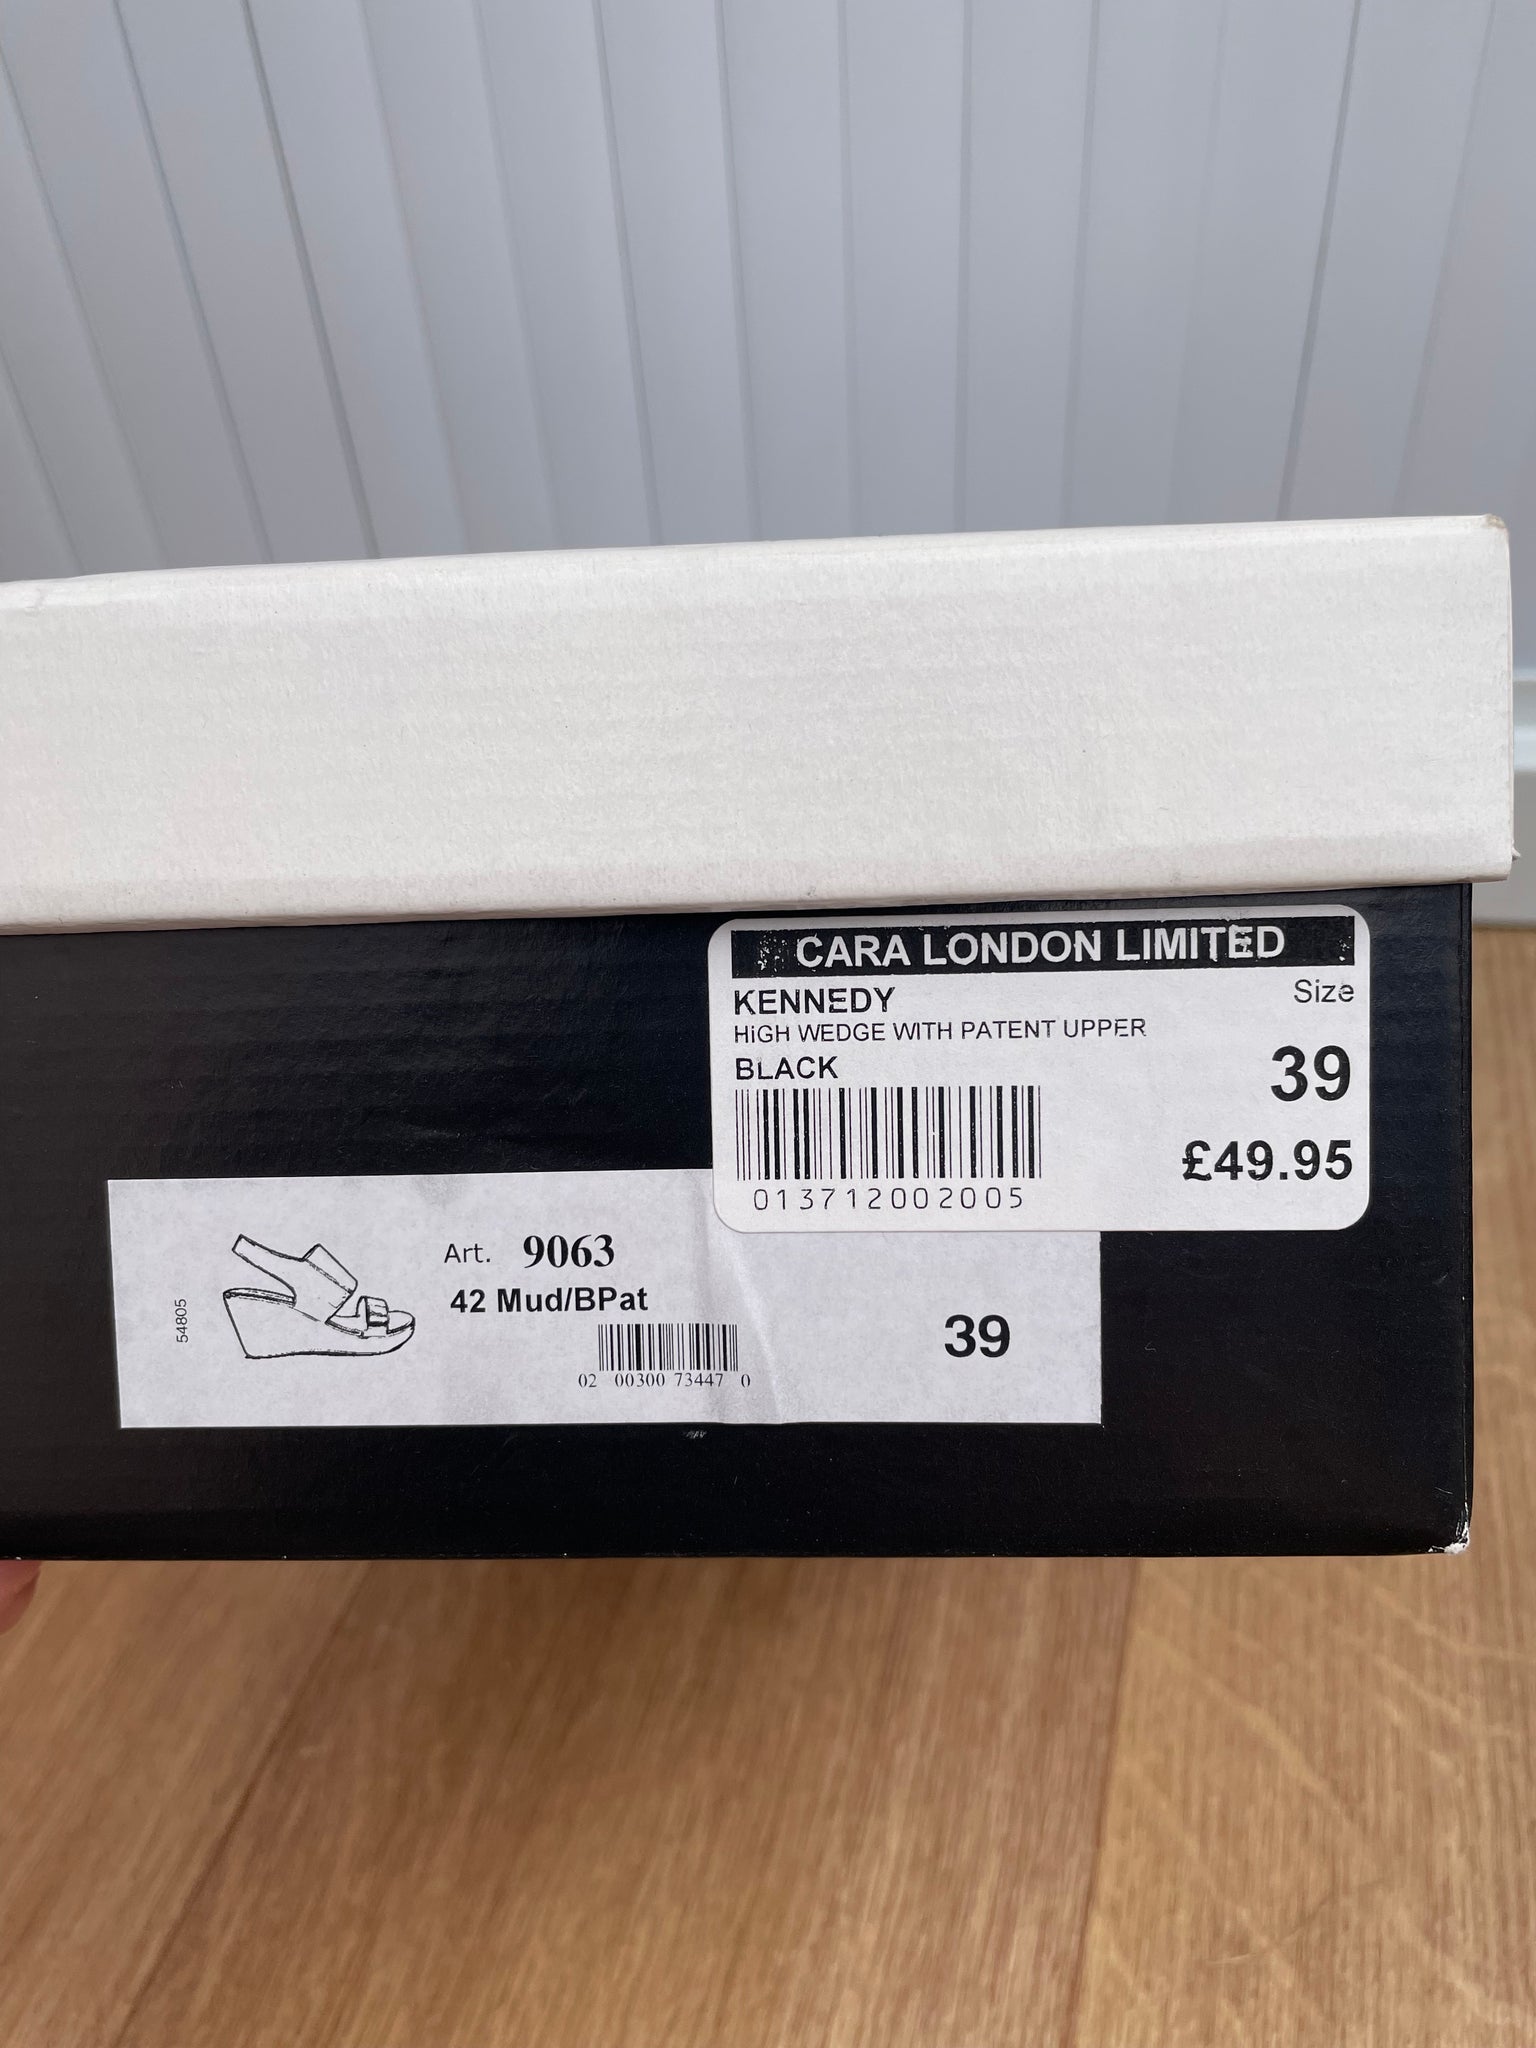 CARA LONDON LIMITED
KENNEDY
Size
HiGH WEDGE WITH PATENT UPPER
BLACK
39
£49.95
013712002005
54805
Art. 9063
42 Mud/BPat
39
02 00300 73447 0